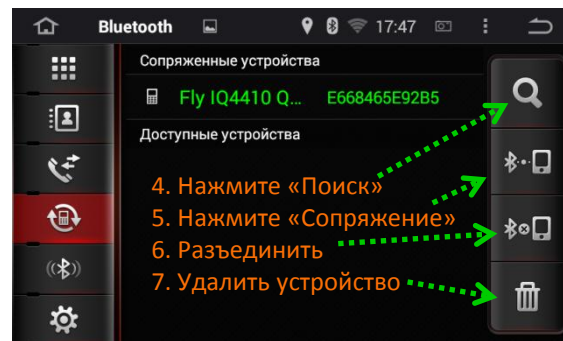 Bluetooth 17:47
Сопряженные устройства
Fly IQ4410 Q... E668465E92B5
Доступные устройства
4. Нажмите «Поиск»
5. Нажмите «Сопряжение»
6. Разъединить
7. Удалить устройство